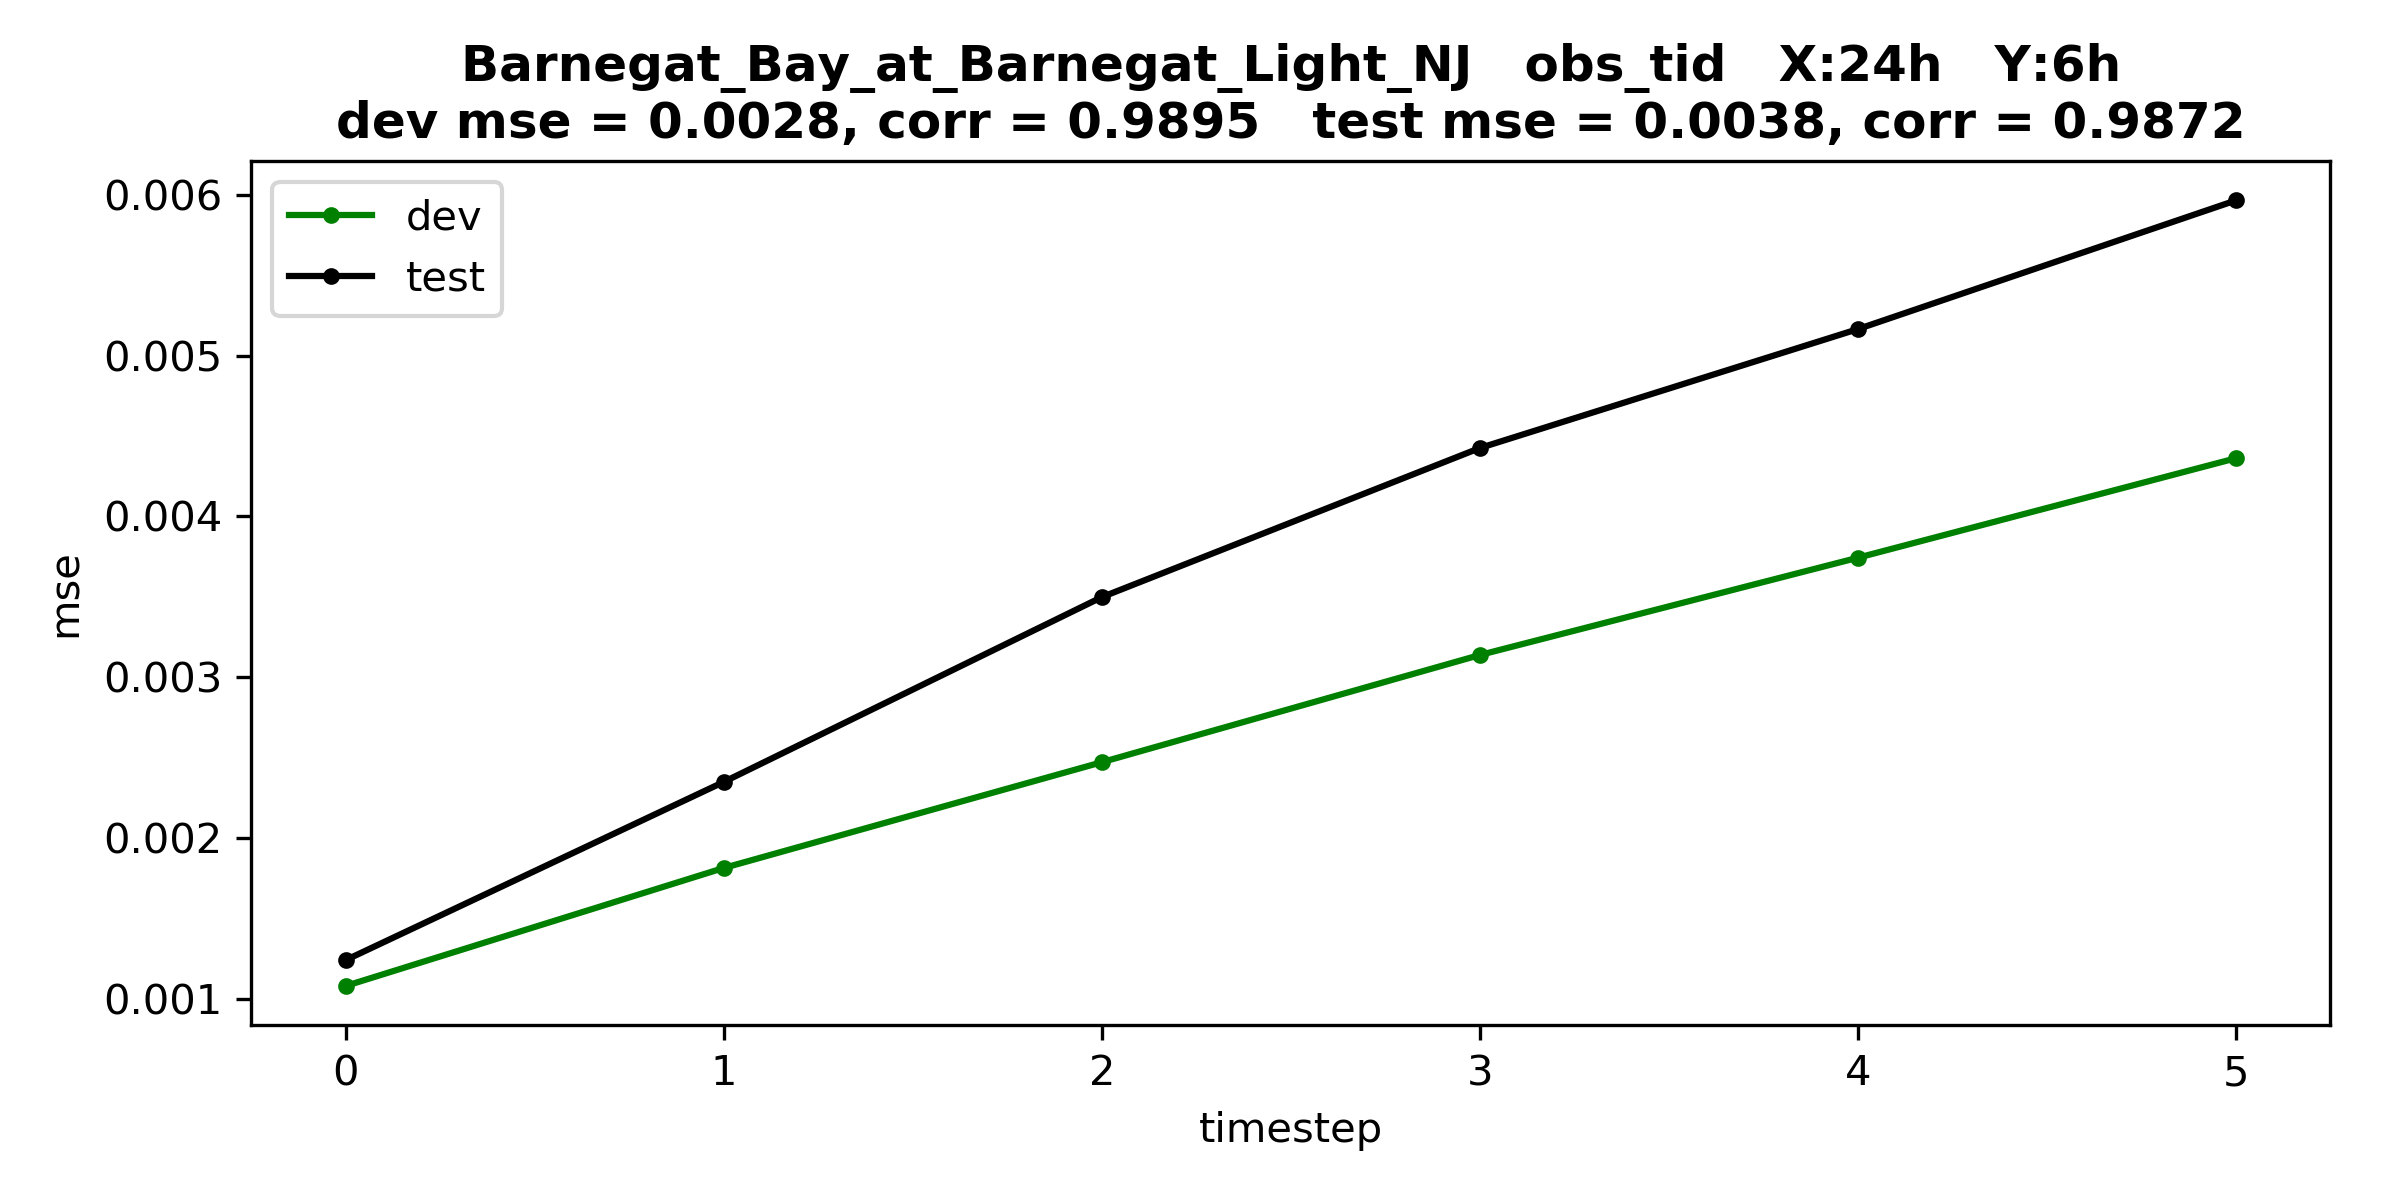 Barnegat_Bay_at_Barnegat_Light_NJ   obs_tid   X:24h   Y:6h
dev mse = 0.0028, corr = 0.9895   test mse = 0.0038, corr = 0.9872
dev
test
0.006
0.005
0.004
0.003
0.002
0.001
mse
0 1 2 3 4 5
timestep